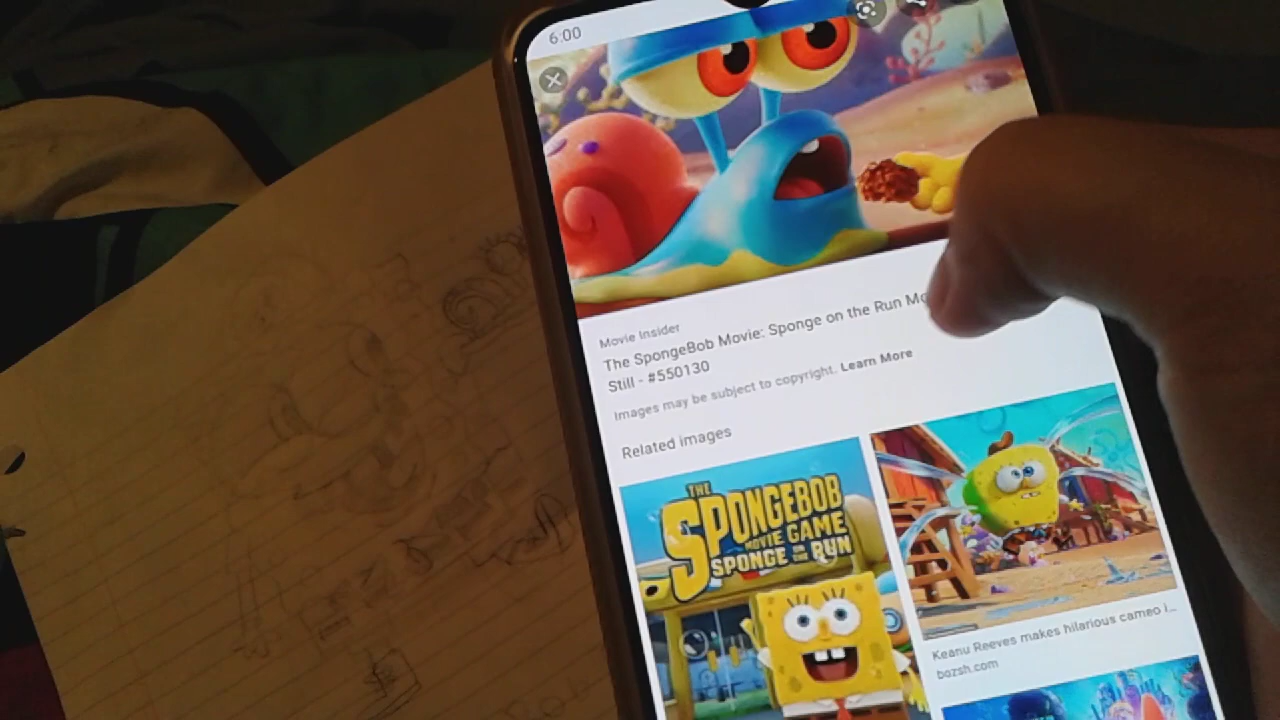 6:00
Movie Insider
The SpongeBob Movie: Sponge on the Run Mo
Still - #550130
Images may be subject to copyright. Learn More
Related images
THE
SPONGEBOB
MOVIE GAME
SPONGE ON THE RUN
Keanu Reeves makes hilarious cameo i...
bozsh.com